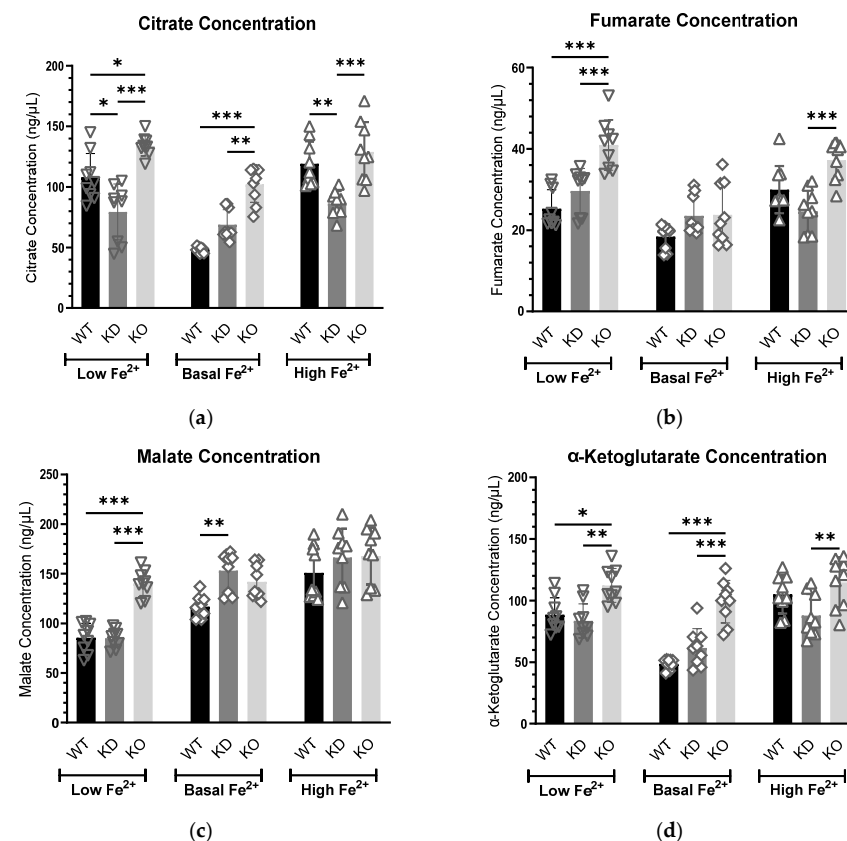 Citrate Concentration
Citrate Concentration (ng/µL)
200
150
100
50
0
*
*
***
***
**
**
***
WT
KD
KO
WT
KD
KO
WT
KD
KO
Low Fe2+
Basal Fe2+
High Fe2+
(a)
Fumarate Concentration
Fumarate Concentration (ng/µL)
60
40
20
0
***
***
***
WT
KD
KO
WT
KD
KO
WT
KD
KO
Low Fe2+
Basal Fe2+
High Fe2+
(b)
Malate Concentration
Malate Concentration (ng/µL)
250
200
150
100
50
0
***
***
**
WT
KD
KO
WT
KD
KO
WT
KD
KO
Low Fe2+
Basal Fe2+
High Fe2+
(c)
α-Ketoglutarate Concentration
α-Ketoglutarate Concentration (ng/µL)
200
150
100
50
0
*
**
***
***
**
WT
KD
KO
WT
KD
KO
WT
KD
KO
Low Fe2+
Basal Fe2+
High Fe2+
(d)